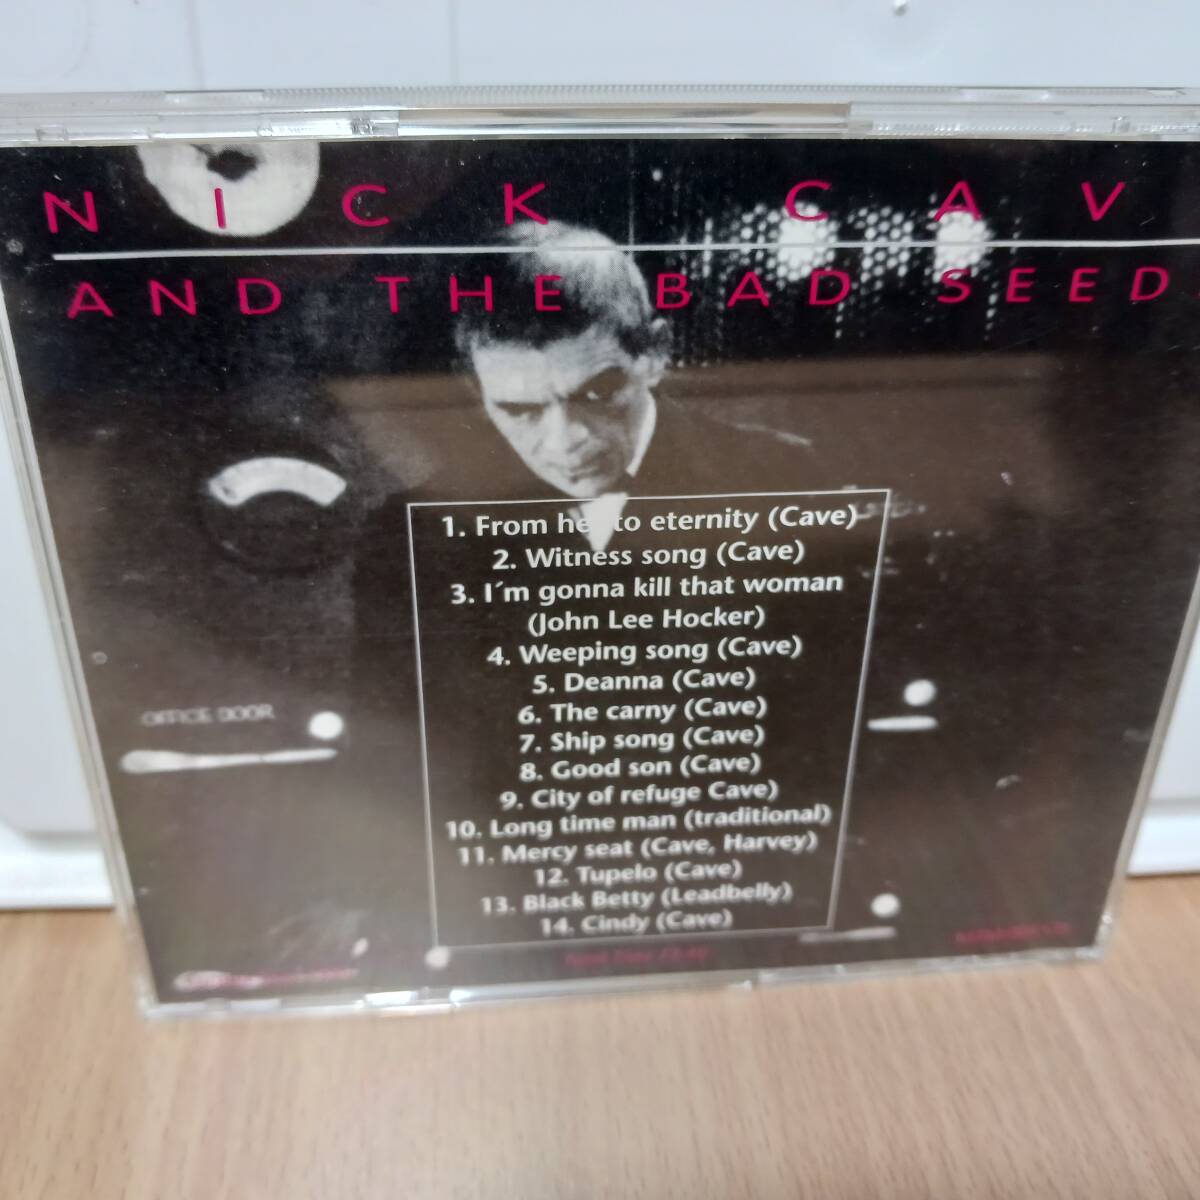 NICK CAV
AND THE BAD SEED
1. From he to eternity (Cave)
2. Witness song (Cave)
3. I´m gonna kill that woman
(John Lee Hocker)
4. Weeping song (Cave)
5. Deanna (Cave)
6. The carny (Cave)
7. Ship song (Cave)
8. Good son (Cave)
9. City of refuge Cave)
10. Long time man (traditional)
11. Mercy seat (Cave, Harvey)
12. Tupelo (Cave)
13. Black Betty (Leadbelly)
14. Cindy (Cave)
OFFICE DOOR